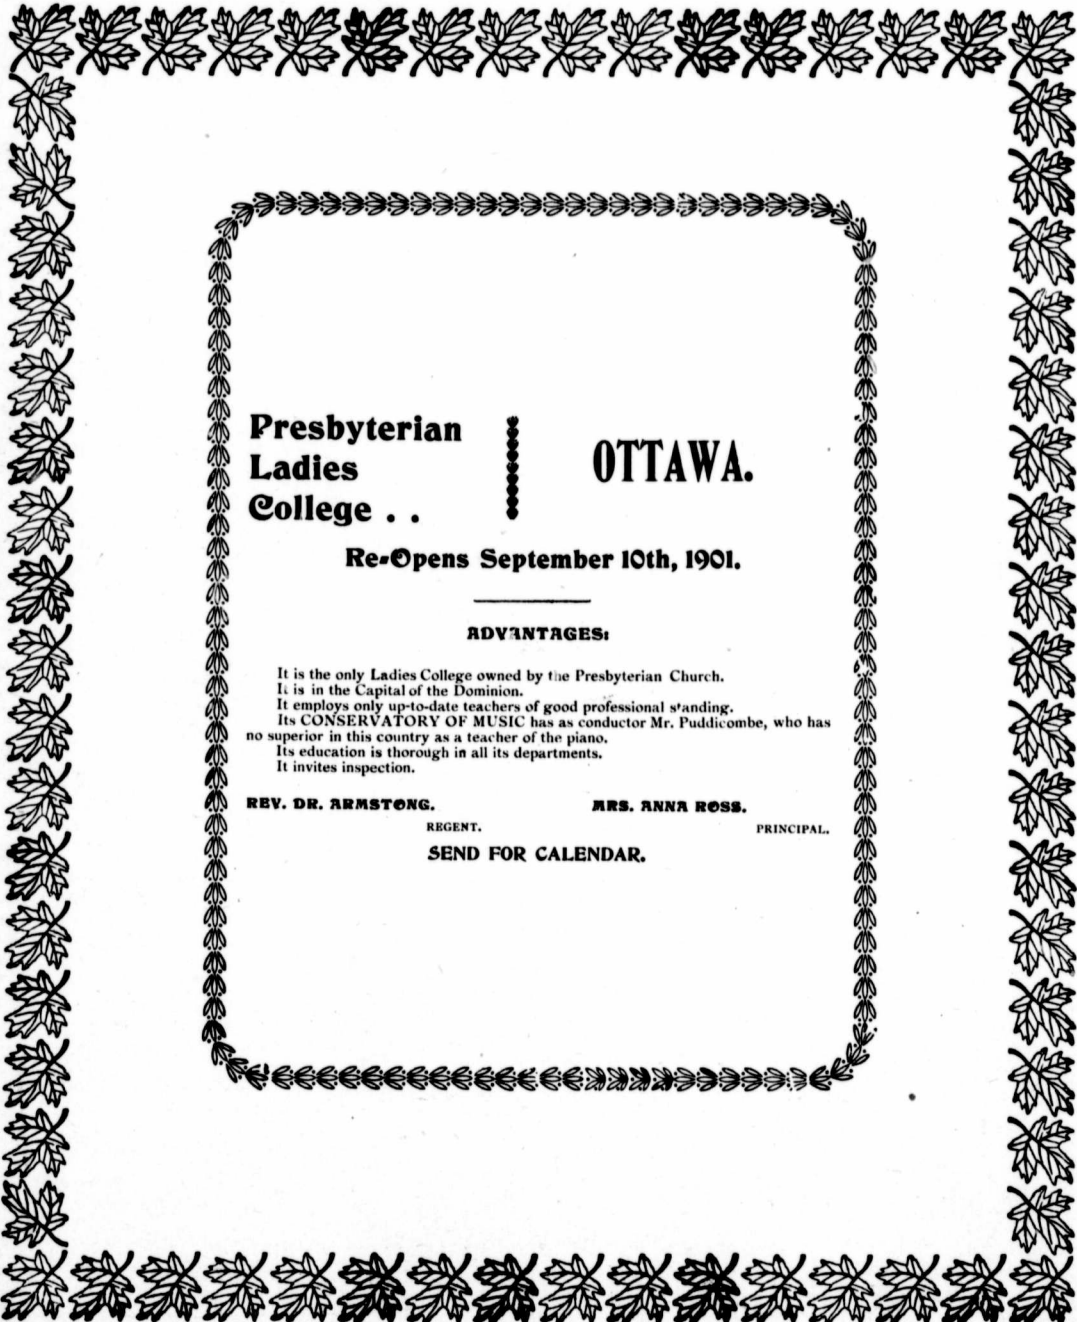 Presbyterian
Ladies
College . .
OTTAWA.
Re-Opens September 10th, 1901.
ADVANTAGES:
It is the only Ladies College owned by the Presbyterian Church.
It is in the Capital of the Dominion.
It employs only up-to-date teachers of good professional standing.
Its CONSERVATORY OF MUSIC has as conductor Mr. Puddicombe, who has
no superior in this country as a teacher of the piano.
Its education is thorough in all its departments.
It invites inspection.
REV. DR. ARMSTONG.
REGENT.
MRS. ANNA ROSS.
PRINCIPAL.
SEND FOR CALENDAR.